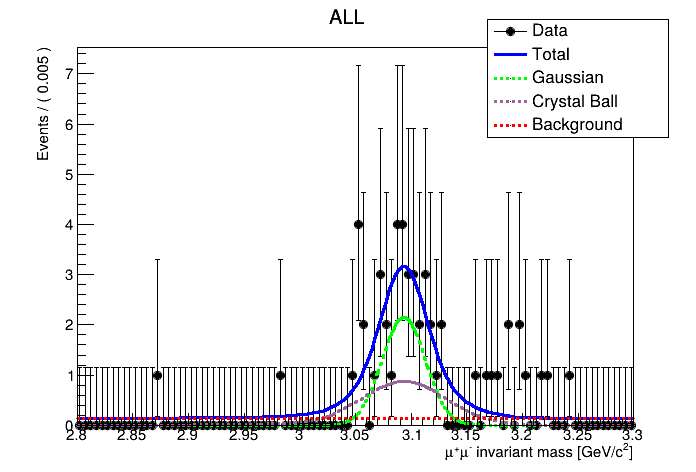 ALL
Data
Total
Gaussian
Crystal Ball
Background
Events / ( 0.005 )
7
6
5
4
3
2
1
0
2.8 2.85 2.9 2.95 3 3.05 3.1 3.15 3.2 3.25 3.3
μ⁺μ⁻ invariant mass [GeV/c²]